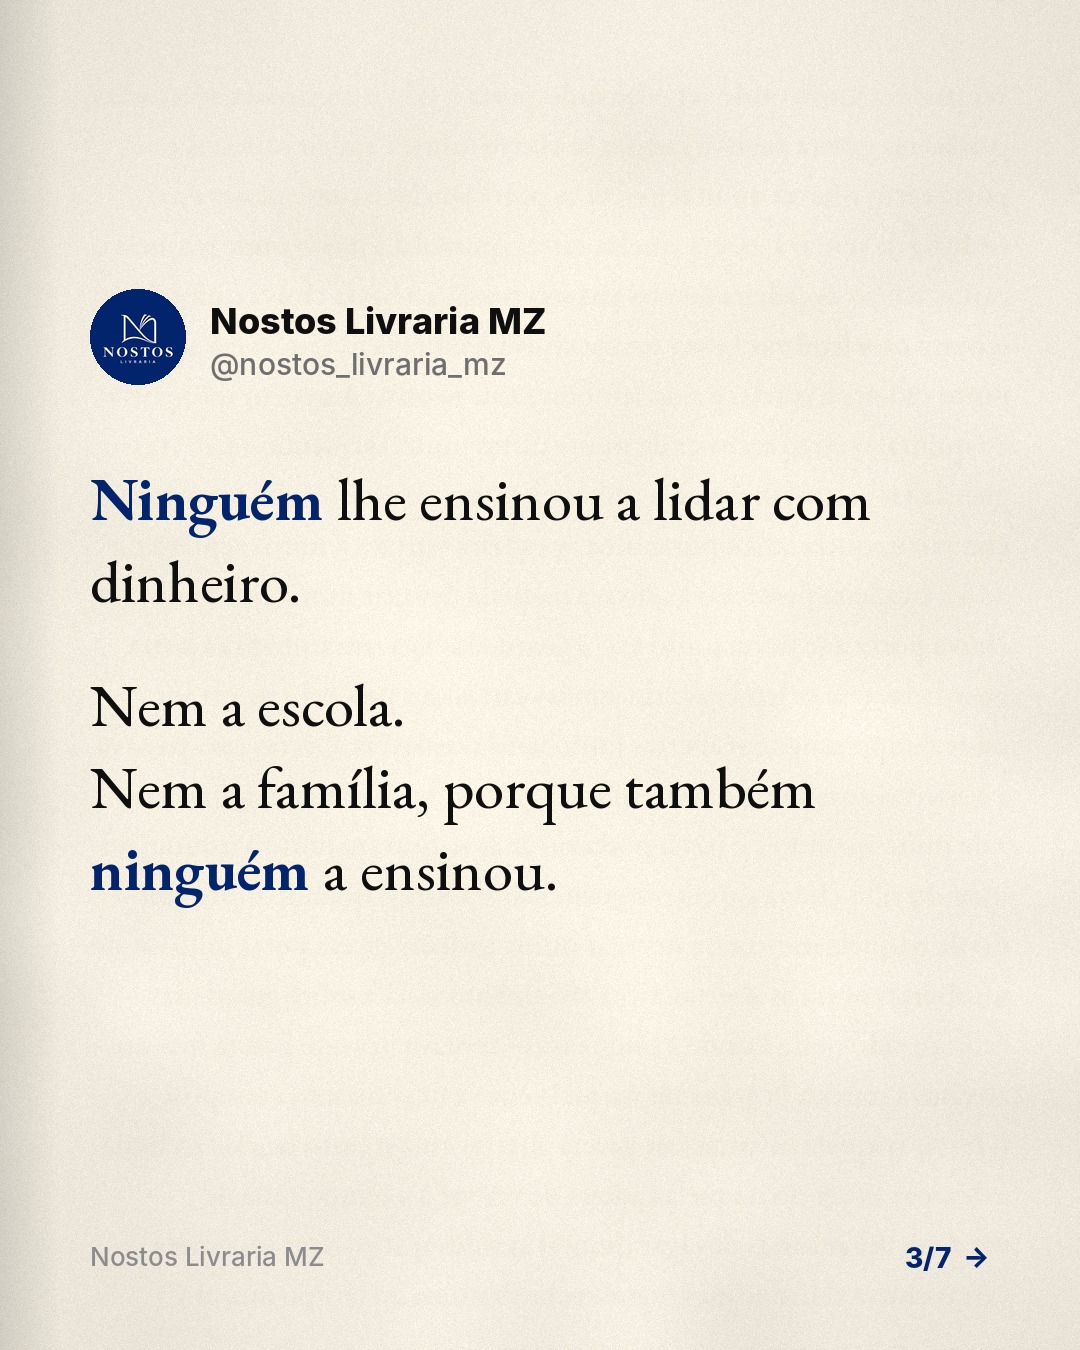 NOSTOS
LIVRARIA
Nostos Livraria MZ
@nostos_livraria_mz
Ninguém lhe ensinou a lidar com
dinheiro.
Nem a escola.
Nem a família, porque também
ninguém a ensinou.
Nostos Livraria MZ
3/7 →